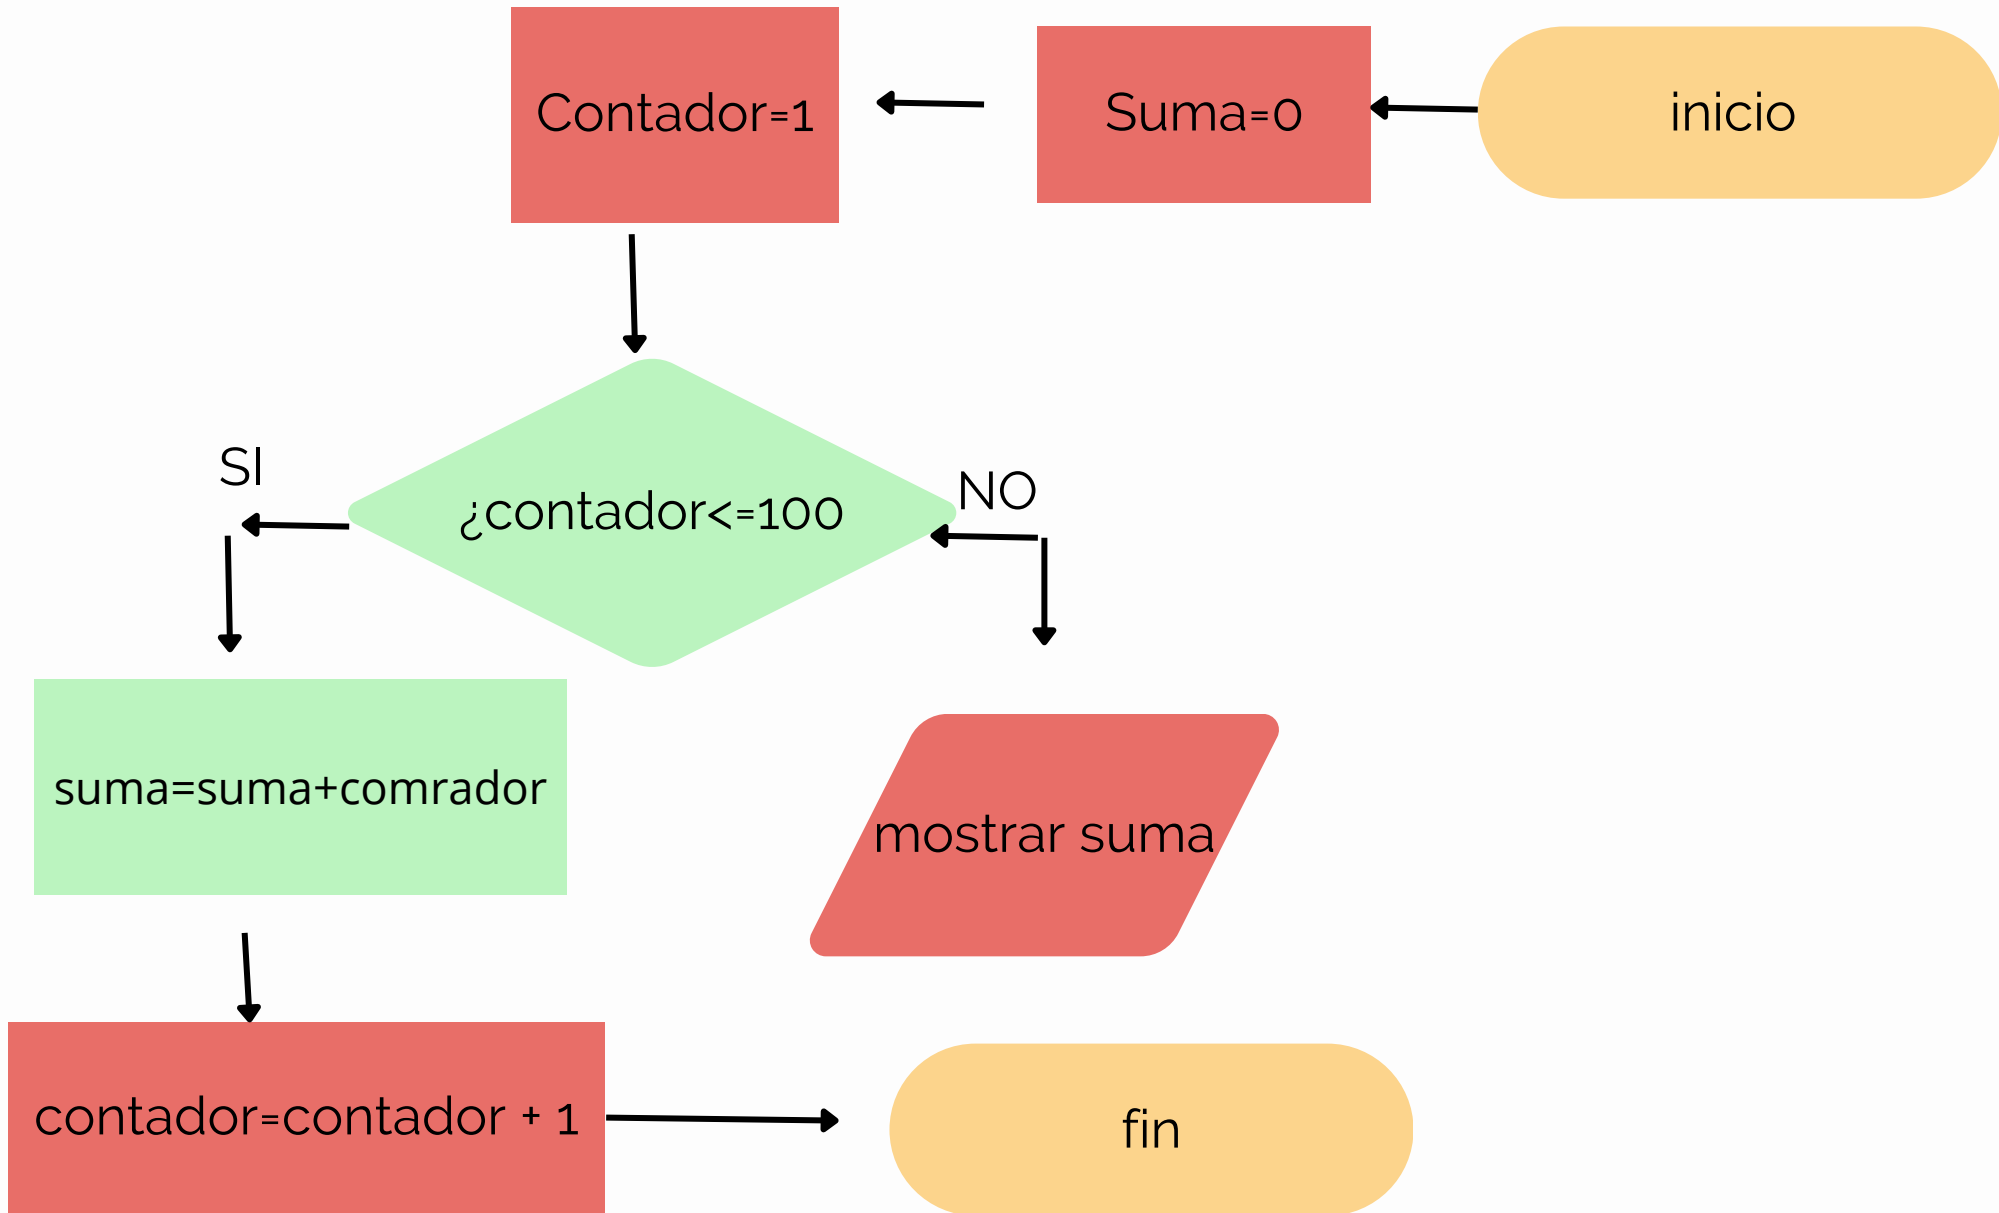 inicio
Suma=0
Contador=1
¿contador<=100
SI
NO
suma=suma+comrador
mostrar suma
contador=contador + 1
fin